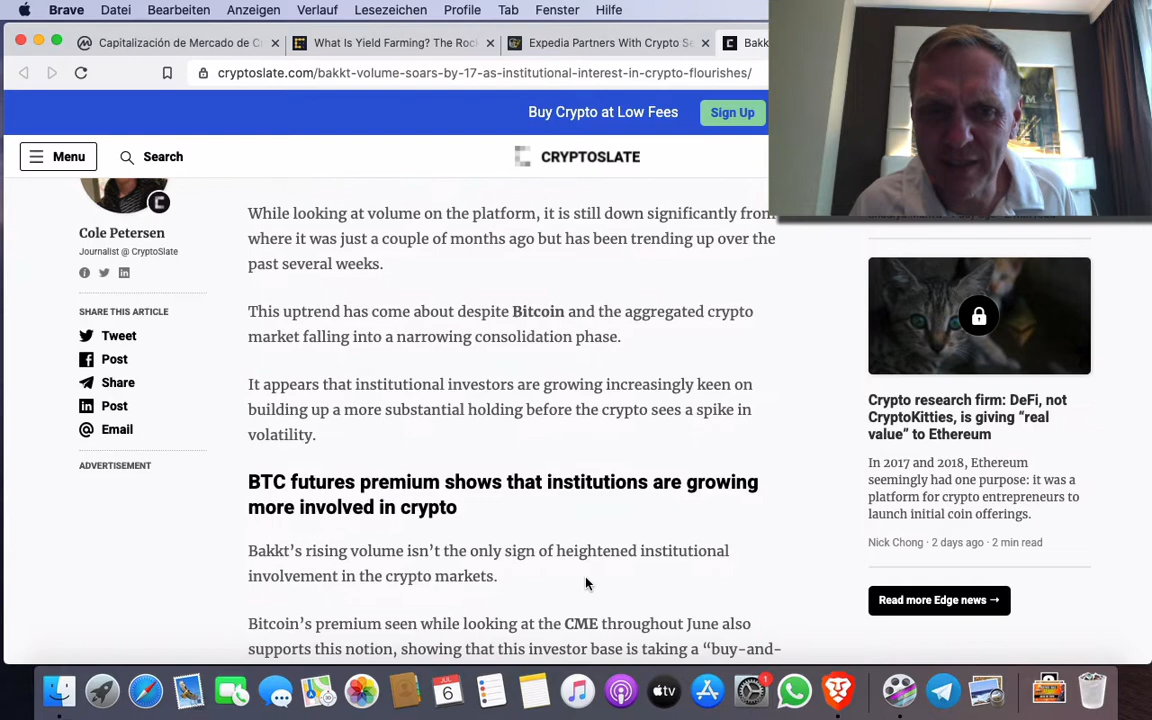 Brave Datei Bearbeiten Anzeigen Verlauf Lesezeichen Profile Tab Fenster Hilfe
Capitalización de Mercado de C
What Is Yield Farming? The Roc
Expedia Partners With Crypto Se
Bakk
cryptoslate.com/bakkt-volume-soars-by-17-as-institutional-interest-in-crypto-flourishes/
Buy Crypto at Low Fees Sign Up
Menu Search CRYPTOSLATE
Cole Petersen
Journalist @ CryptoSlate
SHARE THIS ARTICLE
Tweet
Post
Share
Post
Email
ADVERTISEMENT
While looking at volume on the platform, it is still down significantly from
where it was just a couple of months ago but has been trending up over the
past several weeks.
This uptrend has come about despite Bitcoin and the aggregated crypto
market falling into a narrowing consolidation phase.
It appears that institutional investors are growing increasingly keen on
building up a more substantial holding before the crypto sees a spike in
volatility.
BTC futures premium shows that institutions are growing
more involved in crypto
Bakkt’s rising volume isn’t the only sign of heightened institutional
involvement in the crypto markets.
Bitcoin’s premium seen while looking at the CME throughout June also
supports this notion, showing that this investor base is taking a “buy-and-
Crypto research firm: DeFi, not
CryptoKitties, is giving “real
value” to Ethereum
In 2017 and 2018, Ethereum
seemingly had one purpose: it was a
platform for crypto entrepreneurs to
launch initial coin offerings.
Nick Chong · 2 days ago · 2 min read
Read more Edge news →
JUL
6
tv
1